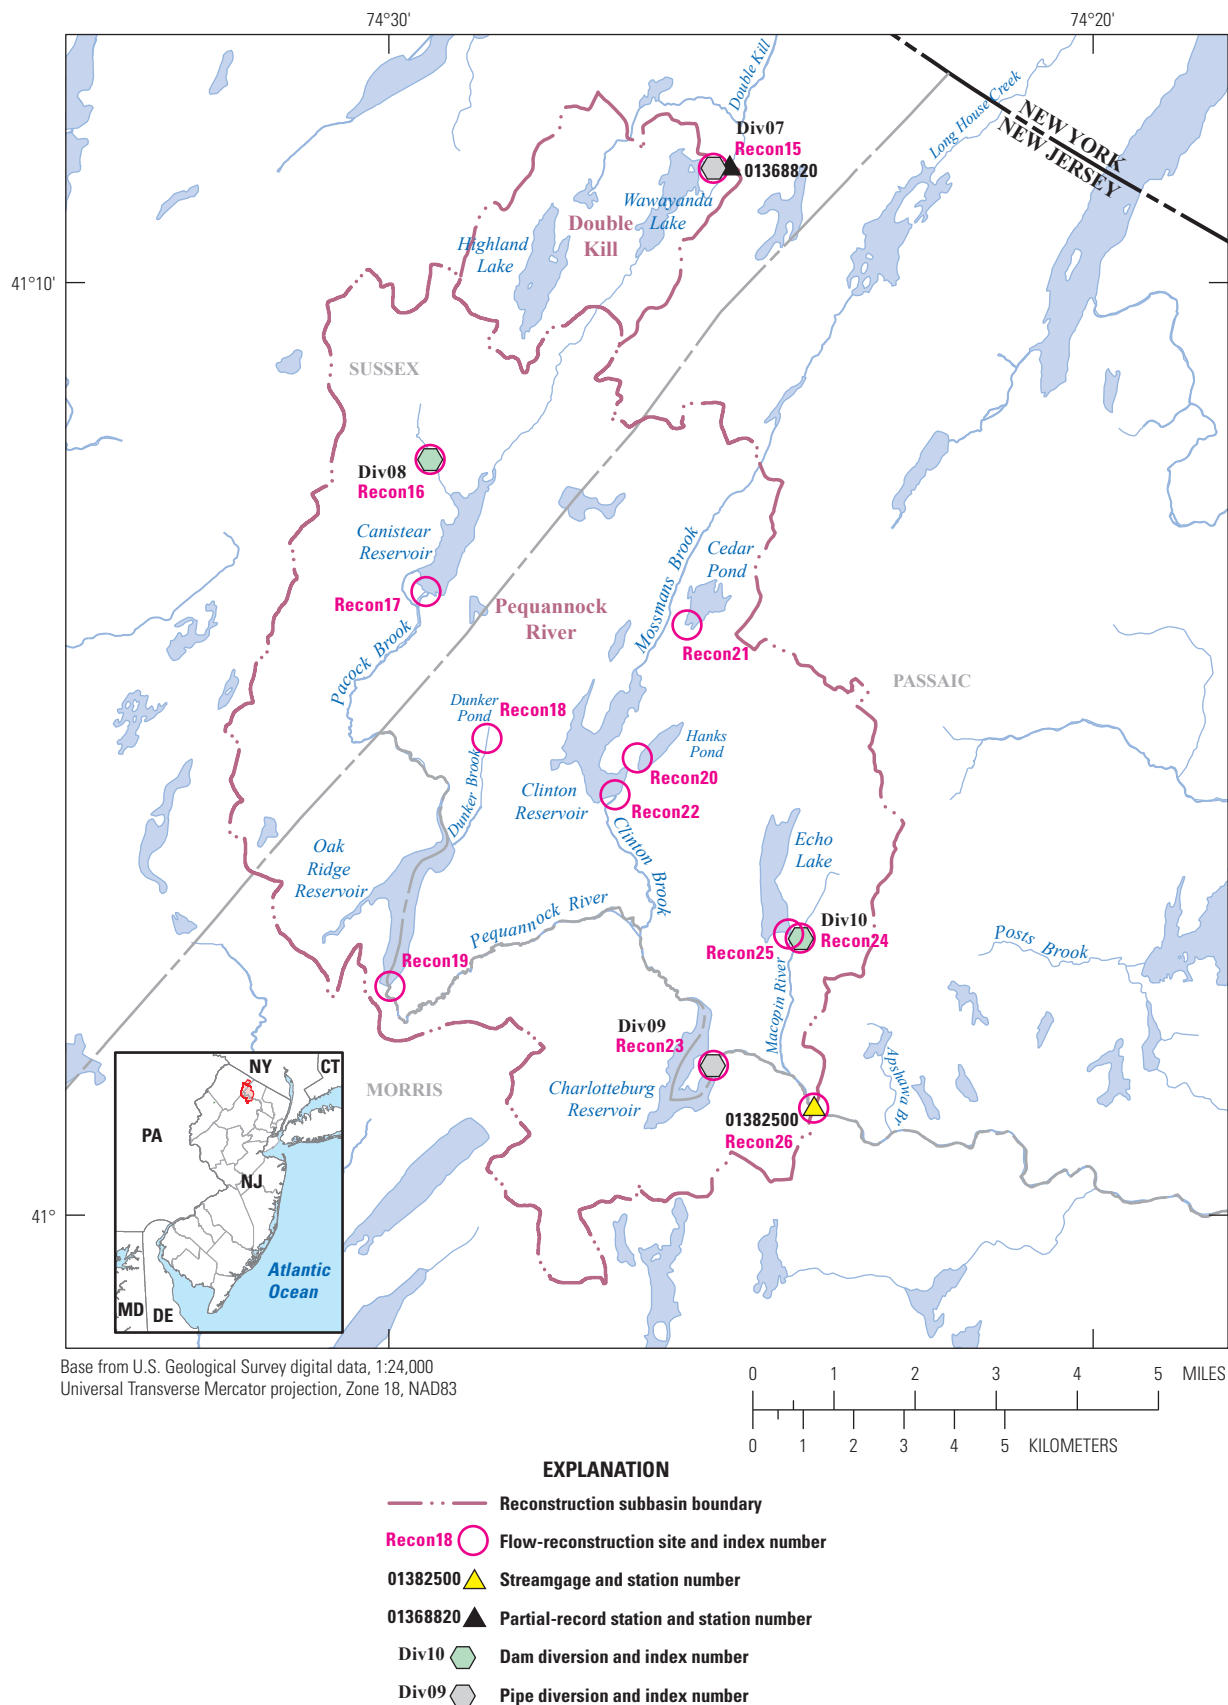 74°30'
74°20'
Double Kill
Long House Creek
NEW YORK
NEW JERSEY
Div07
Recon15
01368820
Wawayanda
Lake
Double
Kill
Highland
Lake
41°10'
SUSSEX
Div08
Recon16
Canistear
Reservoir
Mossmans Brook
Cedar
Pond
Recon17
Pequannock
River
Recon21
Pacock Brook
PASSAIC
Dunker
Pond
Recon18
Hanks
Pond
Recon20
Dunker Brook
Clinton
Reservoir
Recon22
Clinton Brook
Oak
Ridge
Reservoir
Echo
Lake
Pequannock River
Div10
Recon24
Recon25
Posts Brook
Recon19
Macopin River
Div09
Recon23
Apshawa Br.
Charlotteburg
Reservoir
MORRIS
01382500
Recon26
41°
NY
CT
PA
NJ
Atlantic
Ocean
MD
DE
Base from U.S. Geological Survey digital data, 1:24,000
Universal Transverse Mercator projection, Zone 18, NAD83
0 1 2 3 4 5 MILES
0 1 2 3 4 5 KILOMETERS
EXPLANATION
Reconstruction subbasin boundary
Recon18 Flow-reconstruction site and index number
01382500 Streamgage and station number
01368820 Partial-record station and station number
Div10 Dam diversion and index number
Div09 Pipe diversion and index number